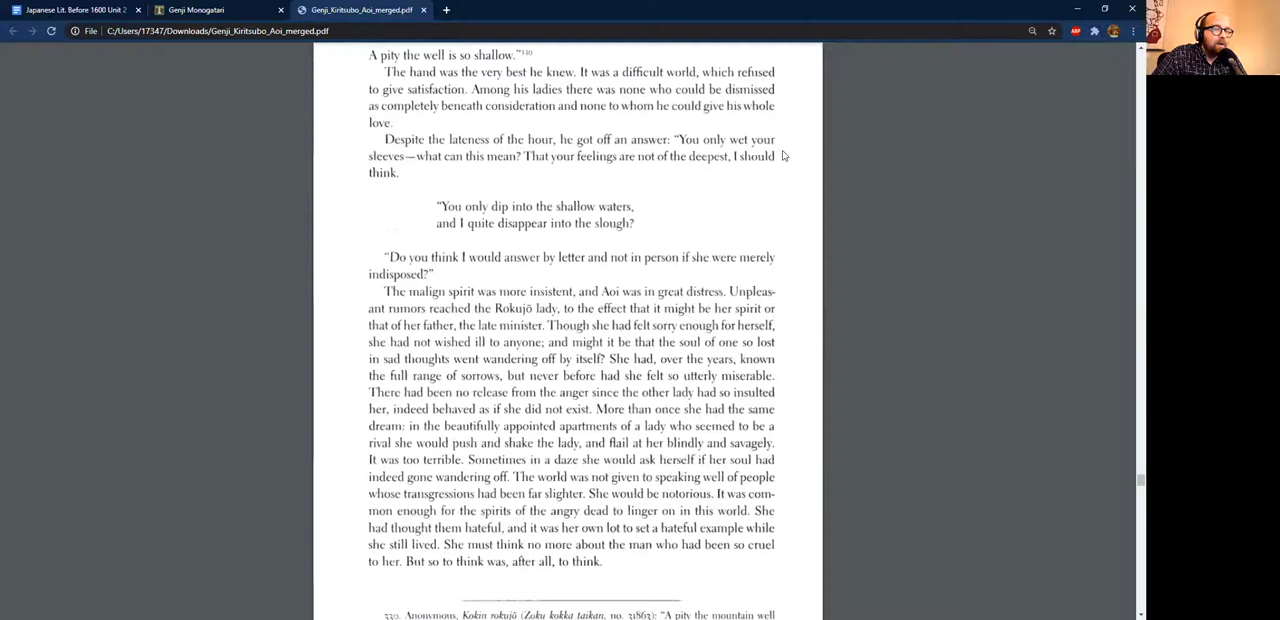 Japanese Lit. Before 1600 Unit 2
Genji Monogatari
Genji_Kiritsubo_Aoi_merged.pdf
File
C:/Users/17347/Downloads/Genji_Kiritsubo_Aoi_merged.pdf
ABP
A pity the well is so shallow."330
The hand was the very best he knew. It was a difficult world, which refused
to give satisfaction. Among his ladies there was none who could be dismissed
as completely beneath consideration and none to whom he could give his whole
love.
Despite the lateness of the hour, he got off an answer: "You only wet your
sleeves—what can this mean? That your feelings are not of the deepest, I should
think.
"You only dip into the shallow waters,
and I quite disappear into the slough?
"Do you think I would answer by letter and not in person if she were merely
indisposed?"
The malign spirit was more insistent, and Aoi was in great distress. Unpleas-
ant rumors reached the Rokujō lady, to the effect that it might be her spirit or
that of her father, the late minister. Though she had felt sorry enough for herself,
she had not wished ill to anyone; and might it be that the soul of one so lost
in sad thoughts went wandering off by itself? She had, over the years, known
the full range of sorrows, but never before had she felt so utterly miserable.
There had been no release from the anger since the other lady had so insulted
her, indeed behaved as if she did not exist. More than once she had the same
dream: in the beautifully appointed apartments of a lady who seemed to be a
rival she would push and shake the lady, and flail at her blindly and savagely.
It was too terrible. Sometimes in a daze she would ask herself if her soul had
indeed gone wandering off. The world was not given to speaking well of people
whose transgressions had been far slighter. She would be notorious. It was com-
mon enough for the spirits of the angry dead to linger on in this world. She
had thought them hateful, and it was her own lot to set a hateful example while
she still lived. She must think no more about the man who had been so cruel
to her. But so to think was, after all, to think.
330. Anonymous, Kokin rokujō (Zoku kokka taikan, no. 31863): "A pity the mountain well